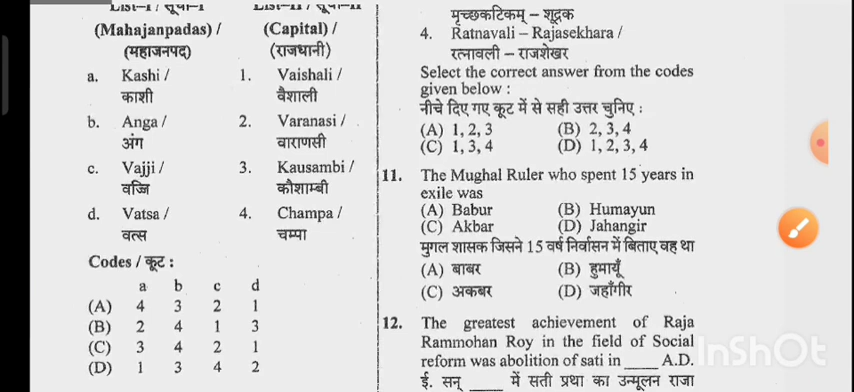 List-I / सूची-I
List-II / सूची-II
(Mahajanpadas) /
(Capital) /
(महाजनपद)
(राजधानी)
a. Kashi /
1. Vaishali /
काशी
वैशाली
b. Anga /
2. Varanasi /
अंग
वाराणसी
c. Vajji /
3. Kausambi /
वज्जि
कौशाम्बी
d. Vatsa /
4. Champa /
वत्स
चम्पा
Codes / कूट :
a b c d
(A) 4 3 2 1
(B) 2 4 1 3
(C) 3 4 2 1
(D) 1 3 4 2
मृच्छकटिकम् – शूद्रक
4. Ratnavali – Rajasekhara /
रत्नावली – राजशेखर
Select the correct answer from the codes
given below :
नीचे दिए गए कूट में से सही उत्तर चुनिए :
(A) 1, 2, 3 (B) 2, 3, 4
(C) 1, 3, 4 (D) 1, 2, 3, 4
11. The Mughal Ruler who spent 15 years in
exile was
(A) Babur (B) Humayun
(C) Akbar (D) Jahangir
मुगल शासक जिसने 15 वर्ष निर्वासन में बिताए वह था
(A) बाबर (B) हुमायूँ
(C) अकबर (D) जहाँगीर
12. The greatest achievement of Raja
Rammohan Roy in the field of Social
reform was abolition of sati in ____ A.D.
ई. सन् ____ में सती प्रथा का उन्मूलन राजा
InShOt